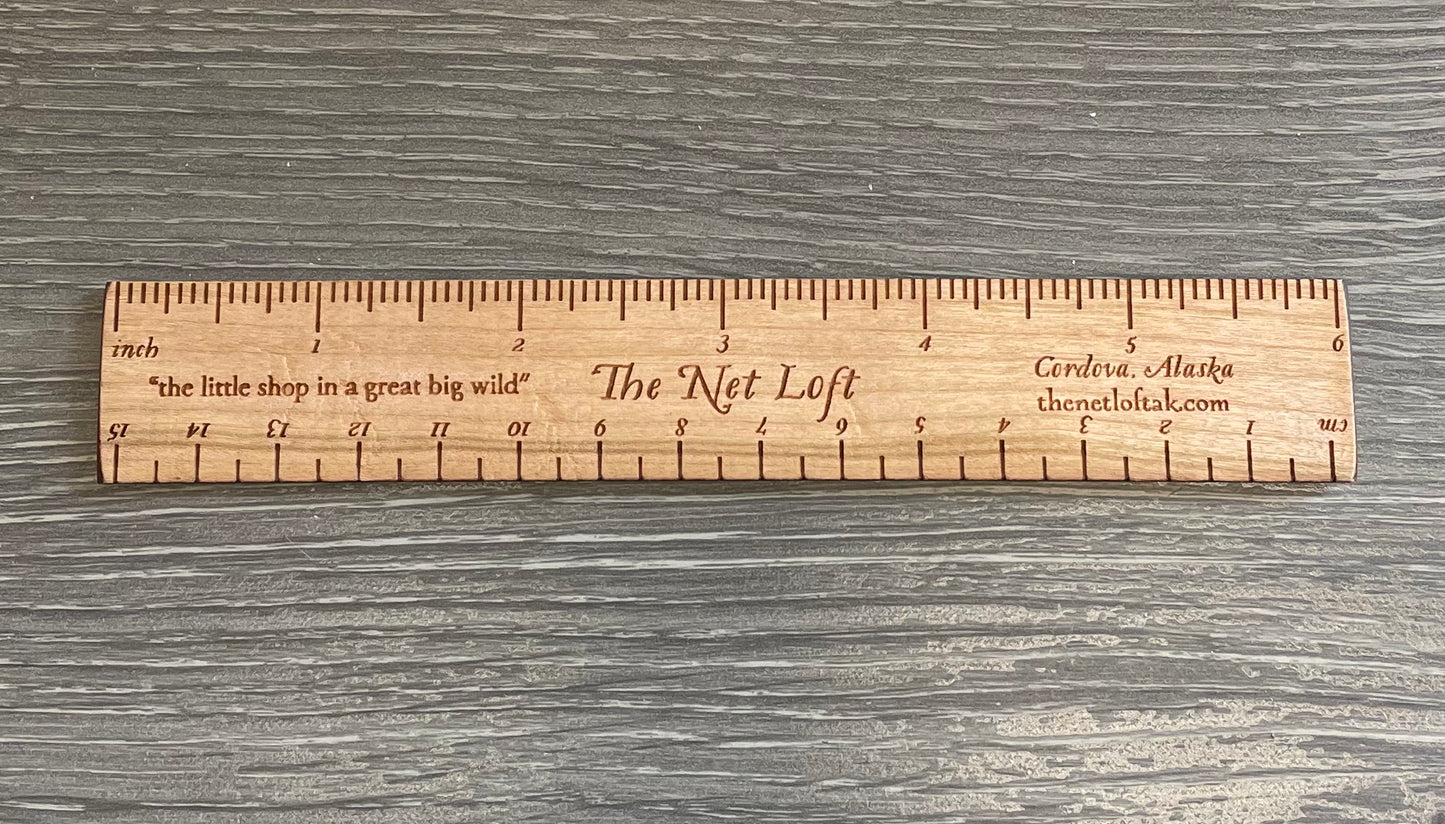 inch 1 2 3 4 5 6
"the little shop in a great big wild"
The Net Loft
Cordova, Alaska
thenetloftak.com
15 14 13 12 11 10 9 8 7 6 5 4 3 2 1 cm